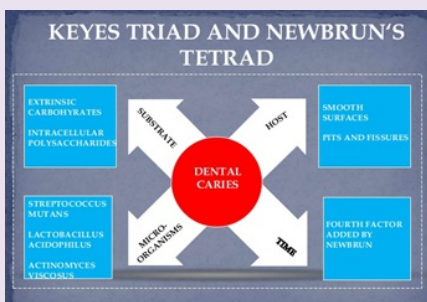 KEYES TRIAD AND NEWBRUN'S
TETRAD
EXTRINSIC
CARBOHYRATES
INTRACELLULAR
POLYSACCHARIDES
SUBSTRATE
HOST
SMOOTH
SURFACES
PITS AND FISSURES
DENTAL
CARIES
STREPTOCOCCUS
MUTANS
LACTOBACILLUS
ACIDOPHILUS
ACTINOMYCES
VISCOSUS
MICRO-
ORGANISMS
TIME
FOURTH FACTOR
ADDED BY
NEWBRUN